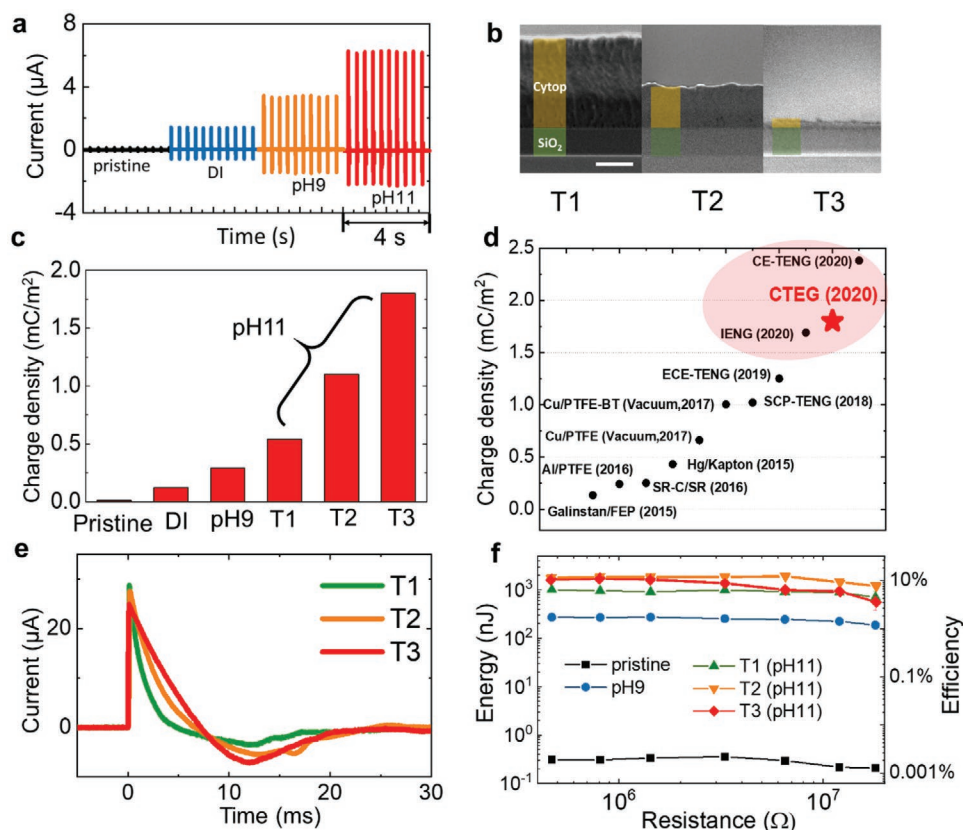 a
Current (μA)
8
4
0
-4
pristine
DI
pH9
pH11
Time (s)
4 s
b
Cytop
SiO₂
T1
T2
T3
c
Charge density (mC/m²)
2.0
1.5
1.0
0.5
0.0
pH11
Pristine
DI
pH9
T1
T2
T3
d
Charge density (mC/m²)
2.5
2.0
1.5
1.0
0.5
0.0
CE-TENG (2020)
CTEG (2020)
IENG (2020)
ECE-TENG (2019)
Cu/PTFE-BT (Vacuum,2017)
SCP-TENG (2018)
Cu/PTFE (Vacuum,2017)
Al/PTFE (2016)
Hg/Kapton (2015)
SR-C/SR (2016)
Galinstan/FEP (2015)
e
Current (μA)
20
0
T1
T2
T3
0
10
20
30
Time (ms)
f
Energy (nJ)
10³
10²
10¹
10⁰
10⁻¹
pristine
pH9
T1 (pH11)
T2 (pH11)
T3 (pH11)
10%
0.1%
0.001%
Efficiency
10⁶
10⁷
Resistance (Ω)